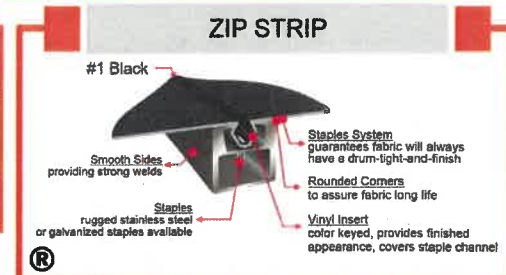 ZIP STRIP
#1 Black
Staples System
guarantees fabric will always
have a drum-tight-and-finish
Smooth Sides
providing strong welds
Rounded Corners
to assure fabric long life
Staples
rugged stainless steel
or galvanized staples available
Vinyl Insert
color keyed, provides finished
appearance, covers staple channel
®